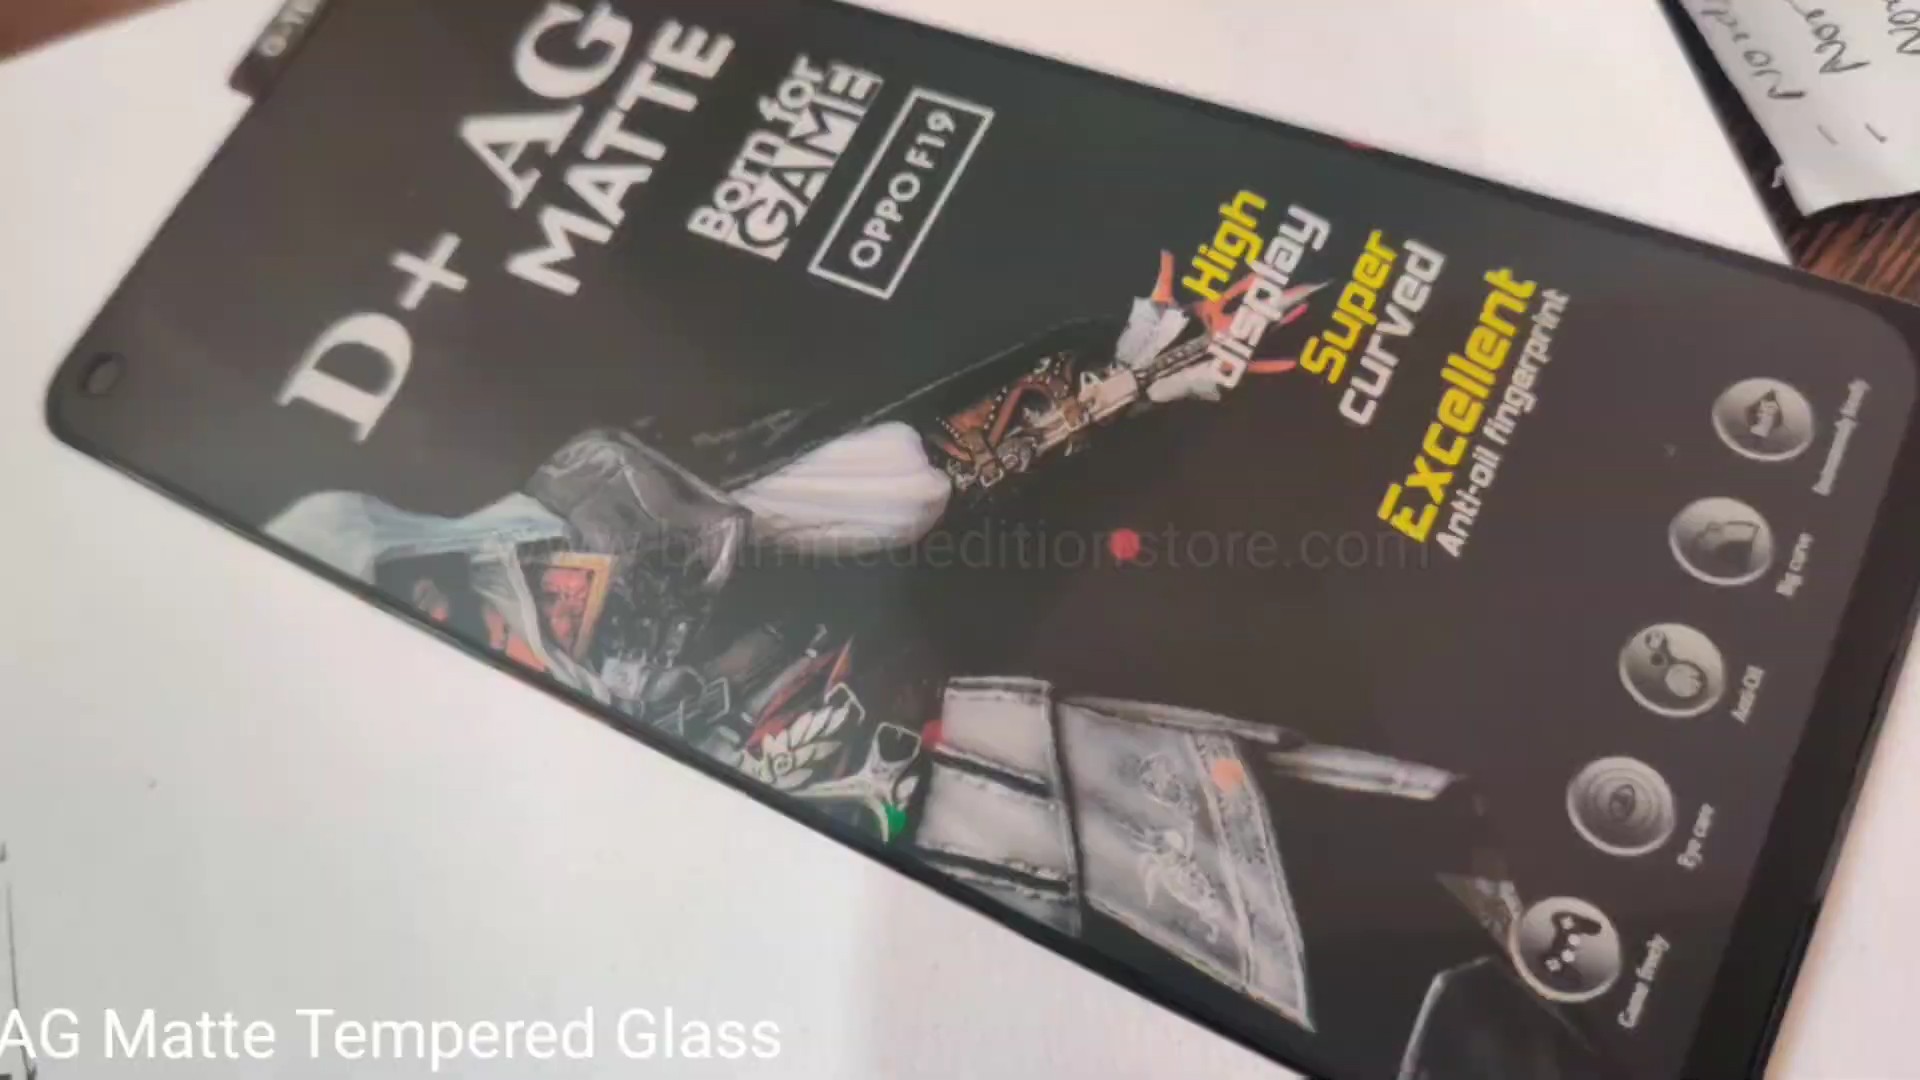 D+
AG
MATTE
Born for
GAME
OPPO F19
High
display
Super
curved
Excellent
Anti-oil fingerprint
Big curve
Anti-Oil
Eye care
Game freely
AG Matte Tempered Glass